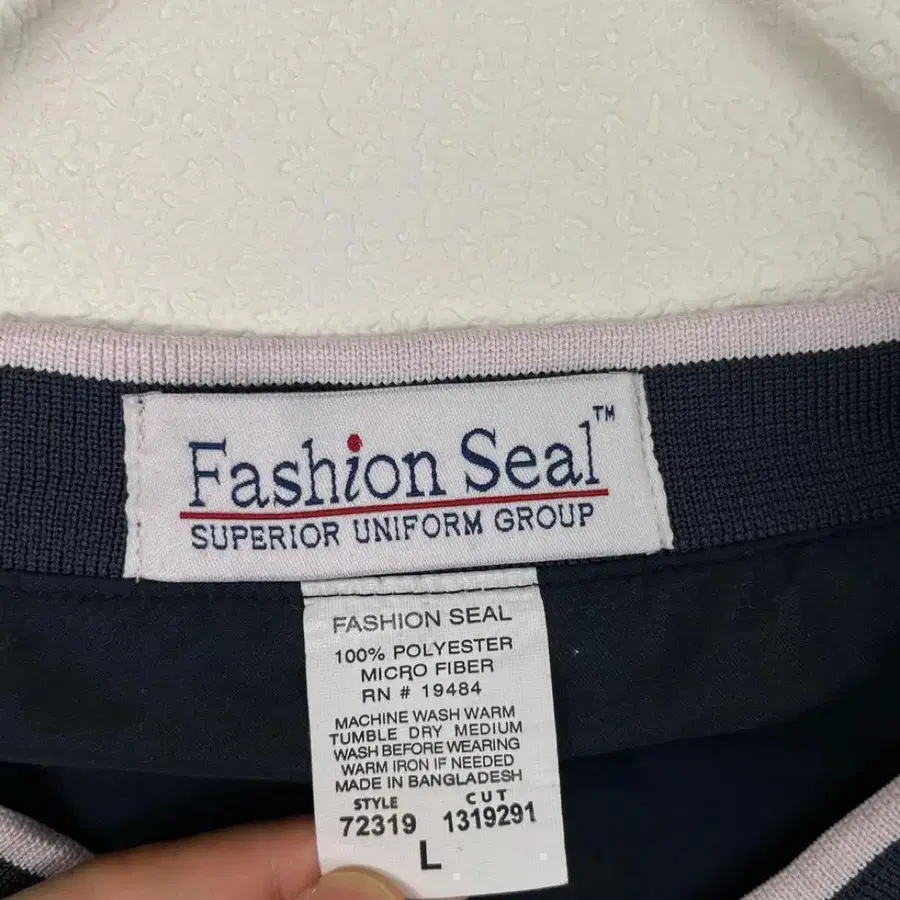 Fashion Seal™
SUPERIOR UNIFORM GROUP
FASHION SEAL
100% POLYESTER
MICRO FIBER
RN # 19484
MACHINE WASH WARM
TUMBLE DRY MEDIUM
WASH BEFORE WEARING
WARM IRON IF NEEDED
MADE IN BANGLADESH
STYLE CUT
72319 1319291
L